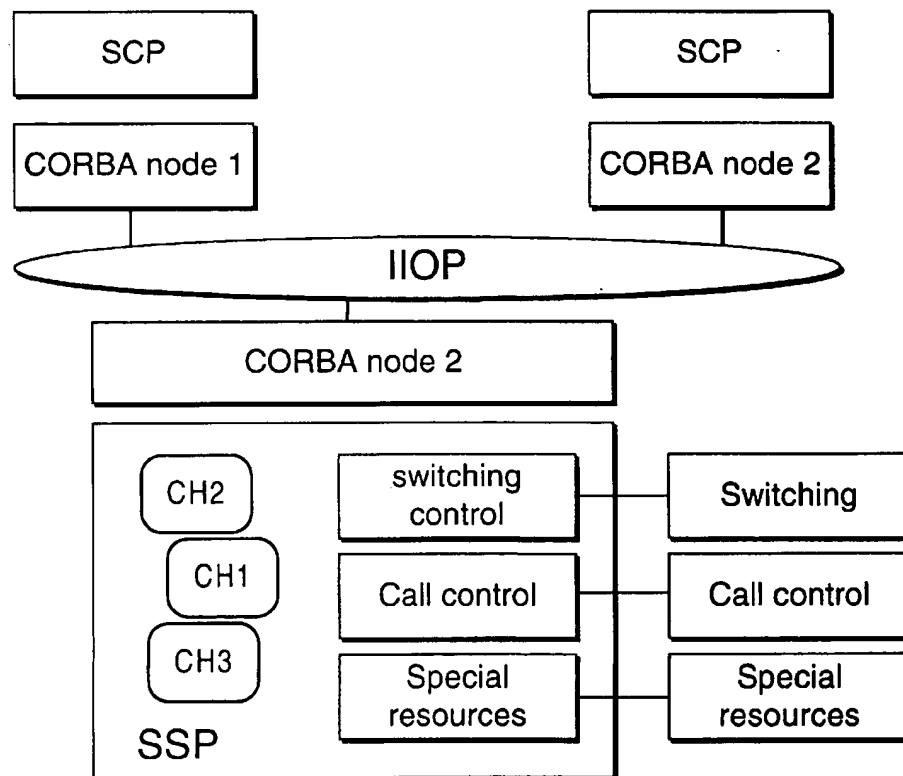 SCP
SCP
CORBA node 1
CORBA node 2
IIOP
CORBA node 2
CH2
CH1
CH3
SSP
switching
control
Switching
Call control
Call control
Special
resources
Special
resources